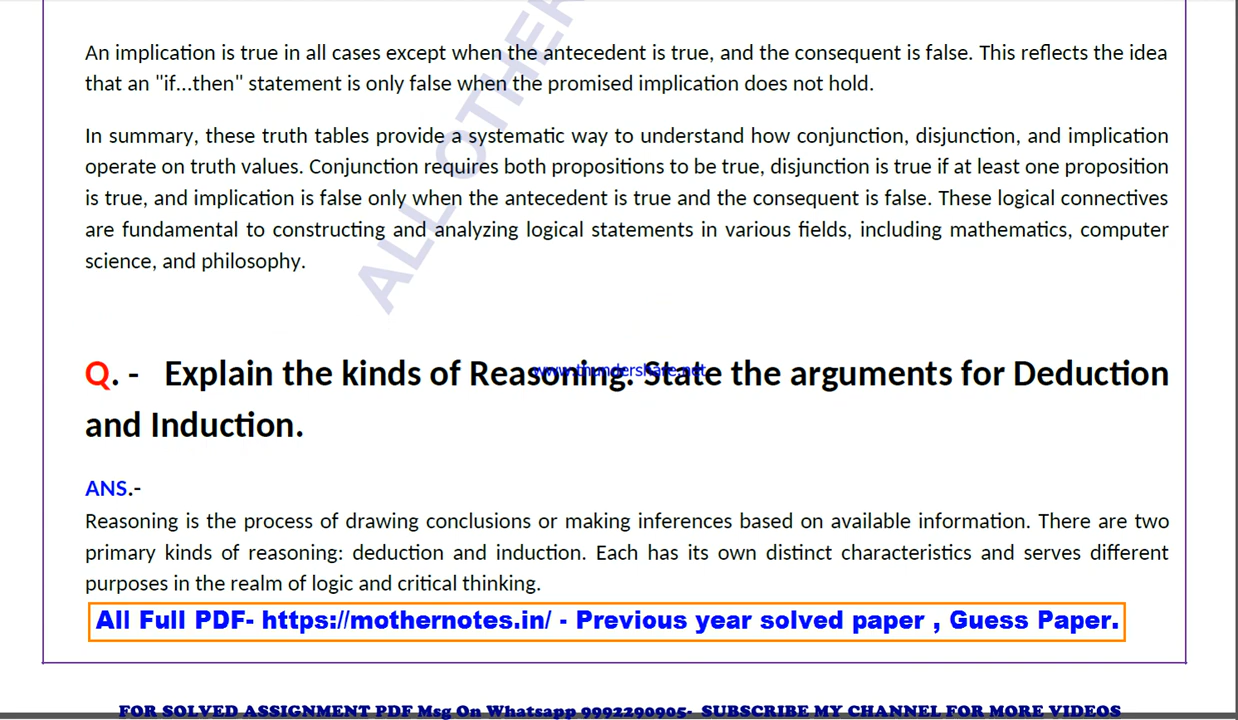 An implication is true in all cases except when the antecedent is true, and the consequent is false. This reflects the idea
that an "if...then" statement is only false when the promised implication does not hold.
In summary, these truth tables provide a systematic way to understand how conjunction, disjunction, and implication
operate on truth values. Conjunction requires both propositions to be true, disjunction is true if at least one proposition
is true, and implication is false only when the antecedent is true and the consequent is false. These logical connectives
are fundamental to constructing and analyzing logical statements in various fields, including mathematics, computer
science, and philosophy.
ALL OTHER
Q. - Explain the kinds of Reasoning. State the arguments for Deduction
www.thundershare.net
and Induction.
ANS.-
Reasoning is the process of drawing conclusions or making inferences based on available information. There are two
primary kinds of reasoning: deduction and induction. Each has its own distinct characteristics and serves different
purposes in the realm of logic and critical thinking.
All Full PDF- https://mothernotes.in/ - Previous year solved paper , Guess Paper.
FOR SOLVED ASSIGNMENT PDF Msg On Whatsapp 9992290905- SUBSCRIBE MY CHANNEL FOR MORE VIDEOS